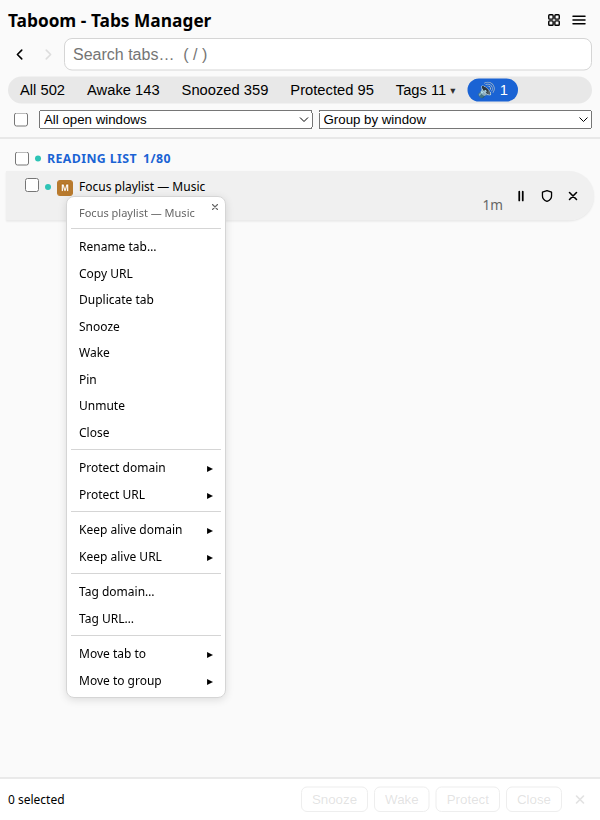 Taboom - Tabs Manager
Search tabs… ( / )
All 502 Awake 143 Snoozed 359 Protected 95 Tags 11 ▾ 🔊 1
All open windows Group by window
READING LIST 1/80
M Focus playlist — Music
1m
Focus playlist — Music ×
Rename tab...
Copy URL
Duplicate tab
Snooze
Wake
Pin
Unmute
Close
Protect domain ▸
Protect URL ▸
Keep alive domain ▸
Keep alive URL ▸
Tag domain...
Tag URL...
Move tab to ▸
Move to group ▸
0 selected Snooze Wake Protect Close ✕